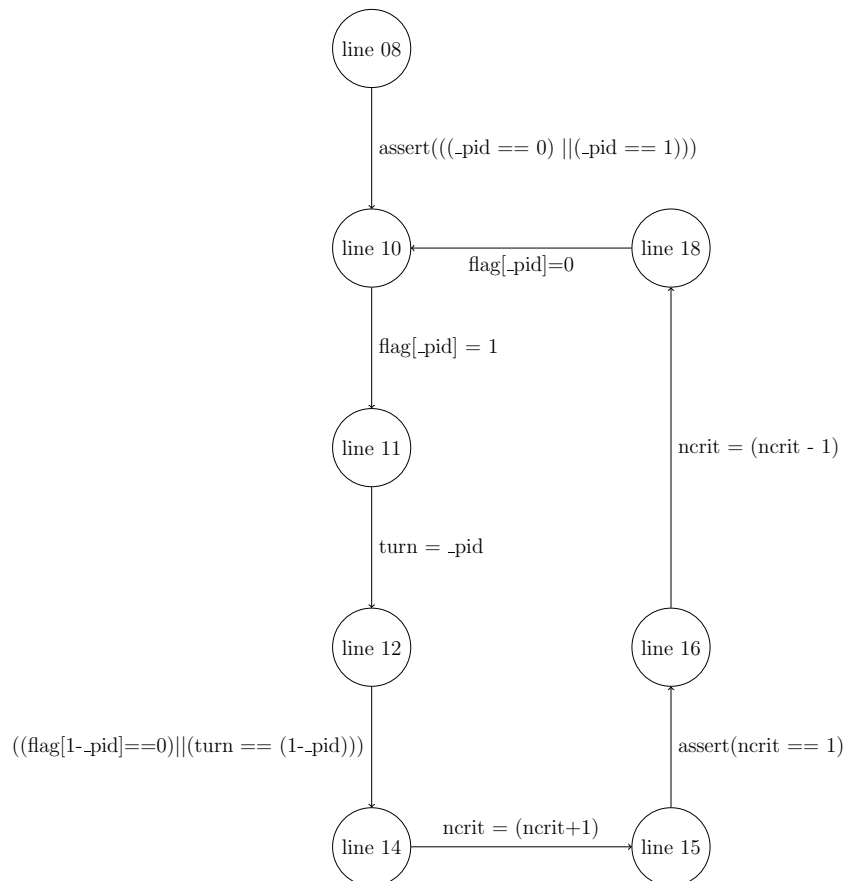 line 08
assert(((_pid == 0) ||(_pid == 1)))
line 10
line 18
flag[_pid]=0
flag[_pid] = 1
line 11
ncrit = (ncrit - 1)
turn = _pid
line 12
line 16
((flag[1-_pid]==0)||(turn == (1-_pid)))
assert(ncrit == 1)
line 14
ncrit = (ncrit+1)
line 15